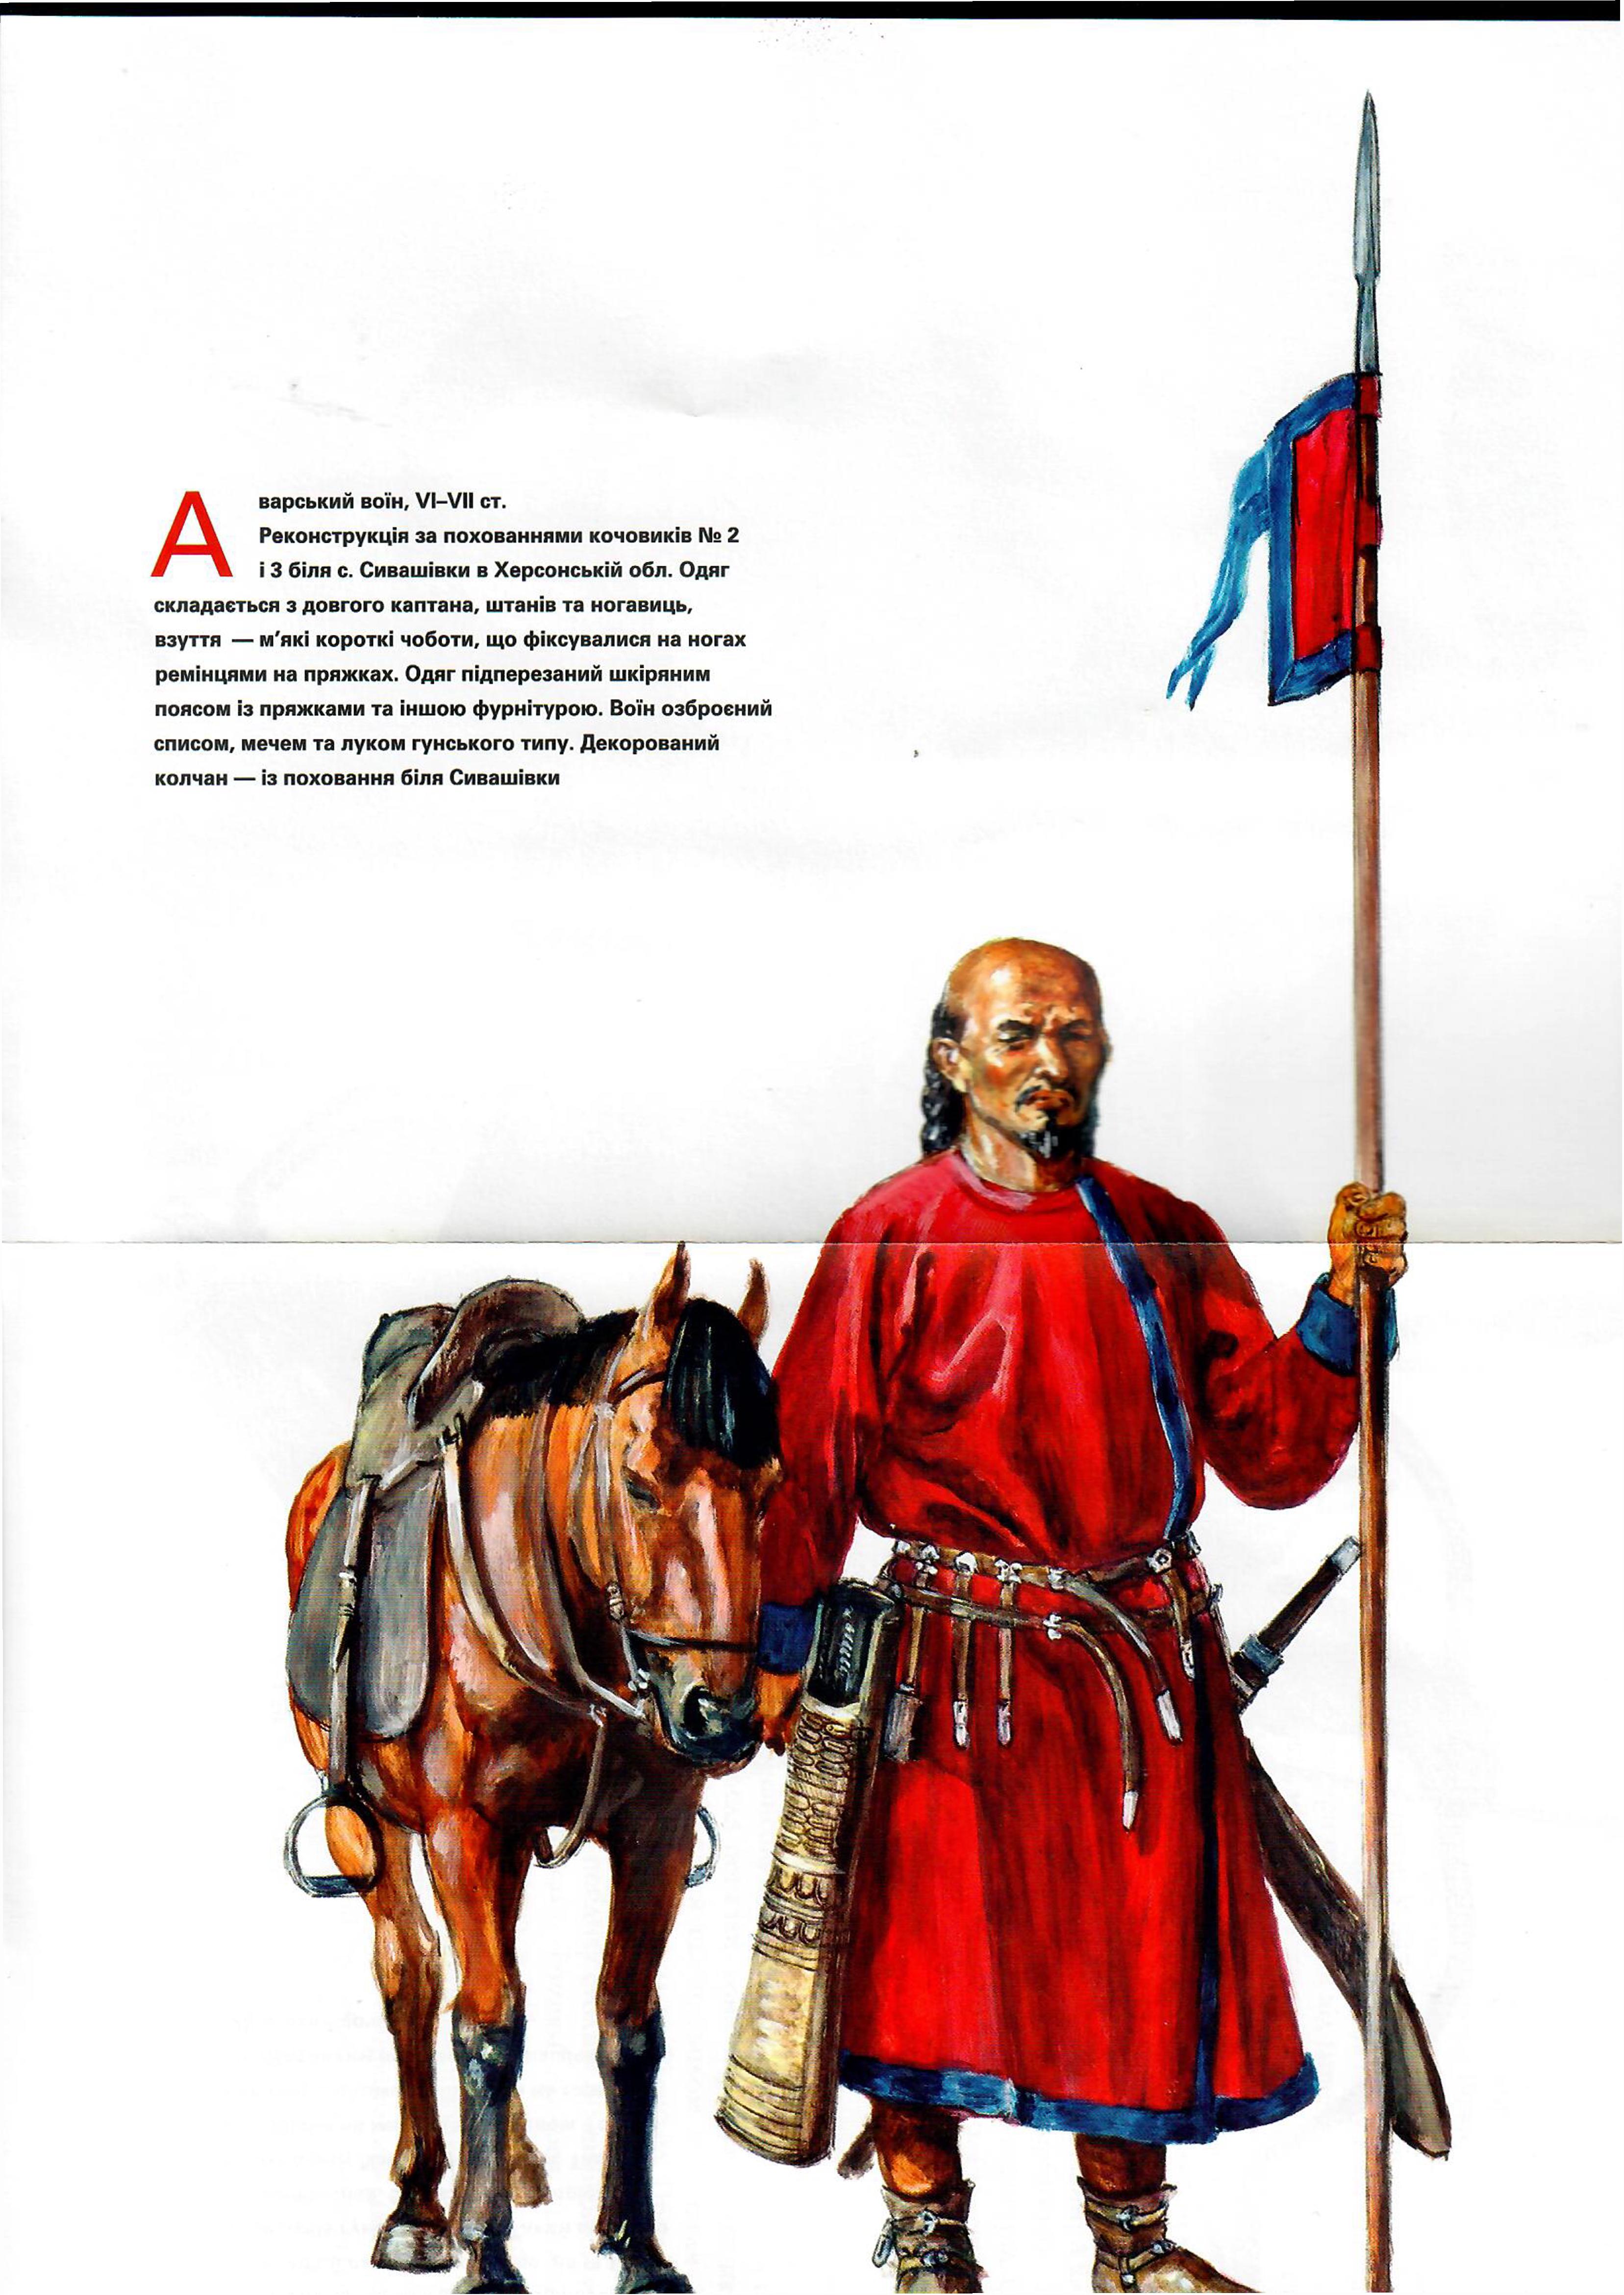 Аварський воїн, VI–VII ст.
Реконструкція за похованнями кочовиків № 2
і 3 біля с. Сивашівки в Херсонській обл. Одяг
складається з довгого каптана, штанів та ногавиць,
взуття — м’які короткі чоботи, що фіксувалися на ногах
ремінцями на пряжках. Одяг підперезаний шкіряним
поясом із пряжками та іншою фурнітурою. Воїн озброєний
списом, мечем та луком гунського типу. Декорований
колчан — із поховання біля Сивашівки